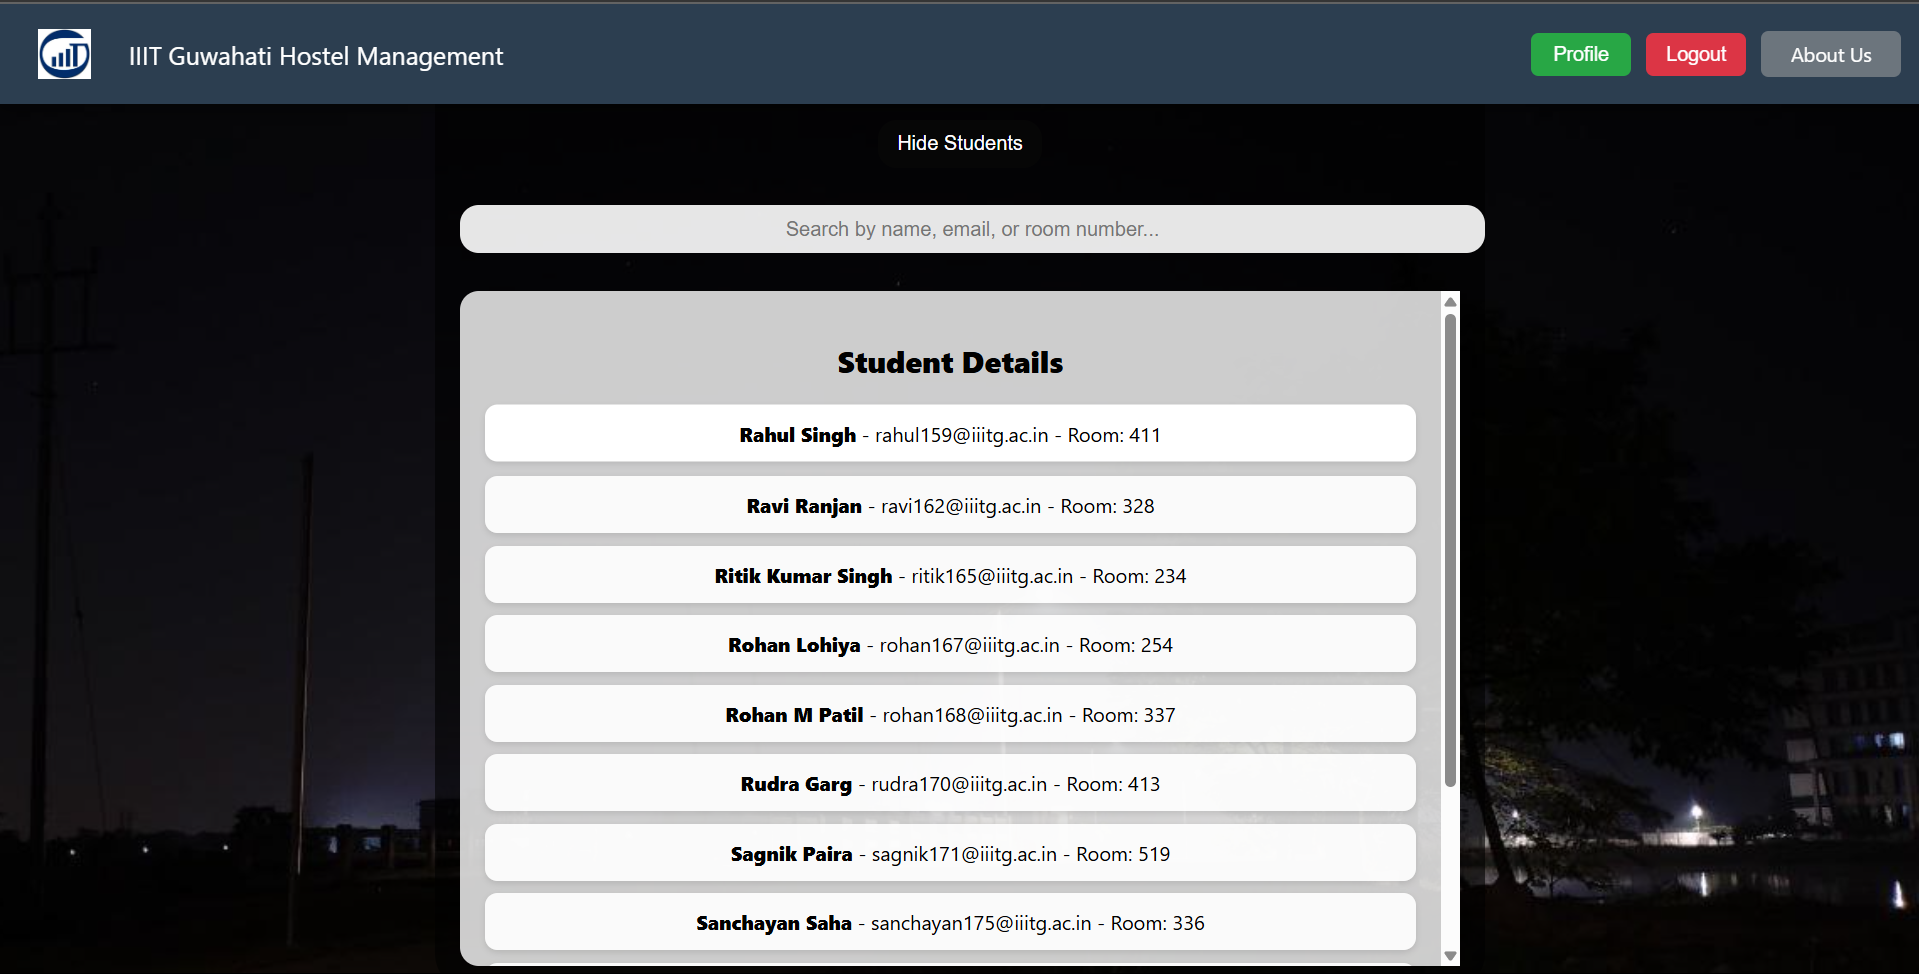 IIIT Guwahati Hostel Management
Profile
Logout
About Us
Hide Students
Search by name, email, or room number...
Student Details
Rahul Singh - rahul159@iiitg.ac.in - Room: 411
Ravi Ranjan - ravi162@iiitg.ac.in - Room: 328
Ritik Kumar Singh - ritik165@iiitg.ac.in - Room: 234
Rohan Lohiya - rohan167@iiitg.ac.in - Room: 254
Rohan M Patil - rohan168@iiitg.ac.in - Room: 337
Rudra Garg - rudra170@iiitg.ac.in - Room: 413
Sagnik Paira - sagnik171@iiitg.ac.in - Room: 519
Sanchayan Saha - sanchayan175@iiitg.ac.in - Room: 336